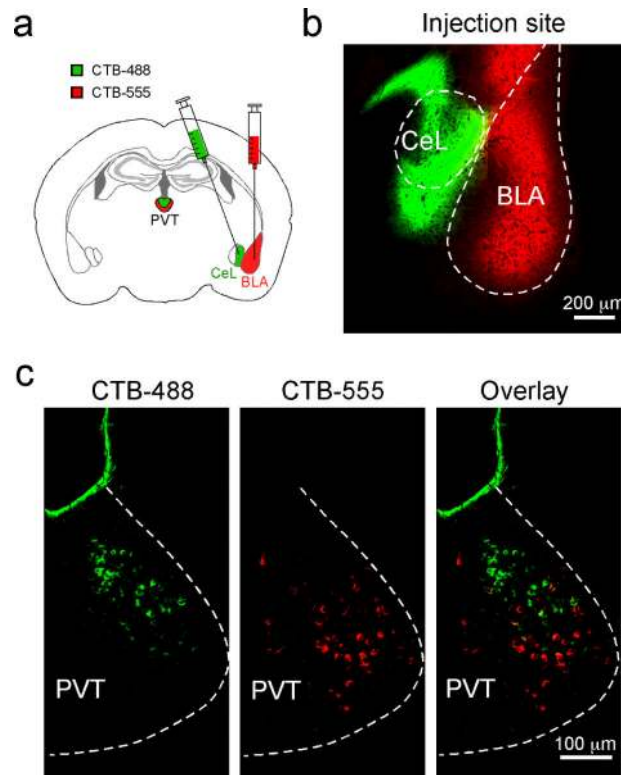 a
CTB-488
CTB-555
PVT
CeL
BLA
b
Injection site
CeL
BLA
200 μm
c
CTB-488
CTB-555
Overlay
PVT
PVT
PVT
100 μm